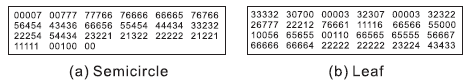 00007 00777 77766 76666 66665 76766
56454 43436 66656 55454 44434 33232
22254 54434 23221 21322 22222 21221
11111 00100 00
(a) Semicircle
33332 30700 00003 32307 00003 32322
26777 22212 76661 11116 66566 55000
10056 65655 00110 66565 65555 56667
66666 66664 22222 22222 23224 43433
(b) Leaf